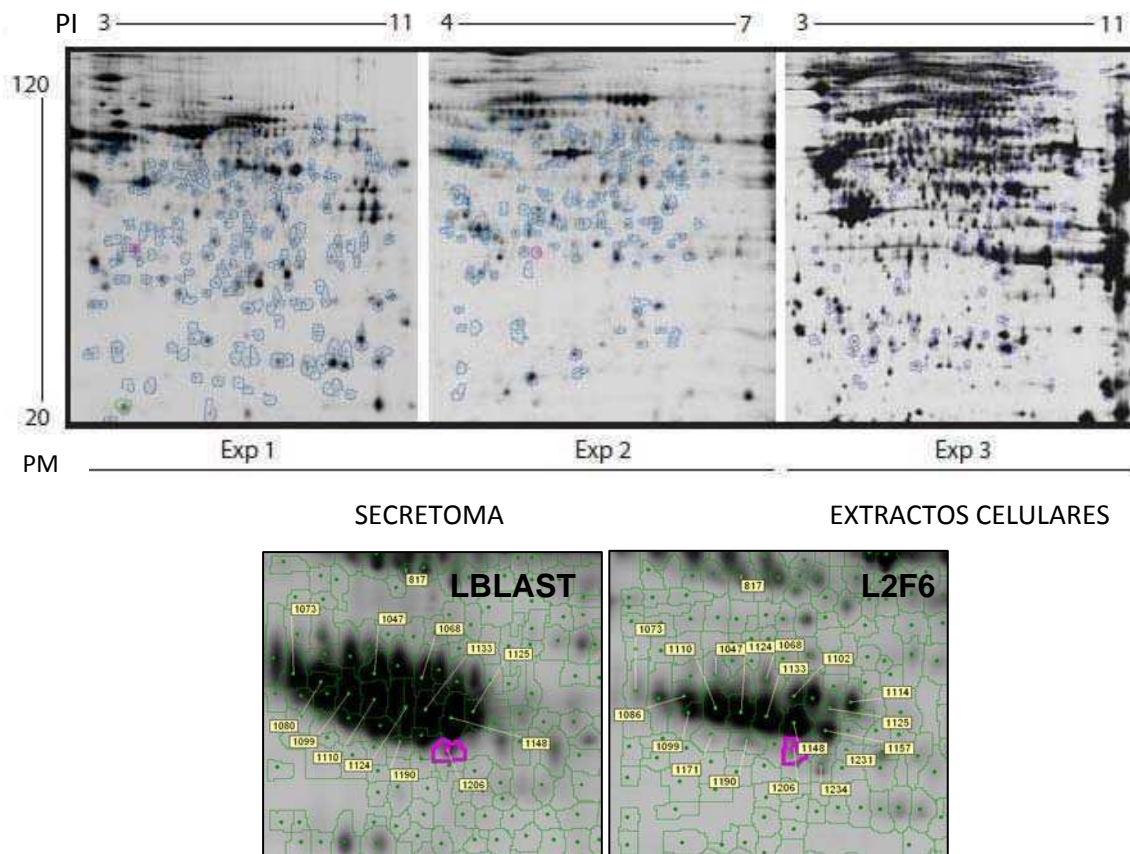 PI 3 11 4 7 3 11
120
20
Exp 1 Exp 2 Exp 3
PM
SECRETOMA EXTRACTOS CELULARES
LBLAST L2F6
817 817
1073 1047 1068 1133 1125
1073 1110 1047 1124 1068 1133 1102 1114
1080 1099 1110 1124 1190 1206 1148
1086 1099 1171 1190 1206 1148 1234 1231 1157 1125